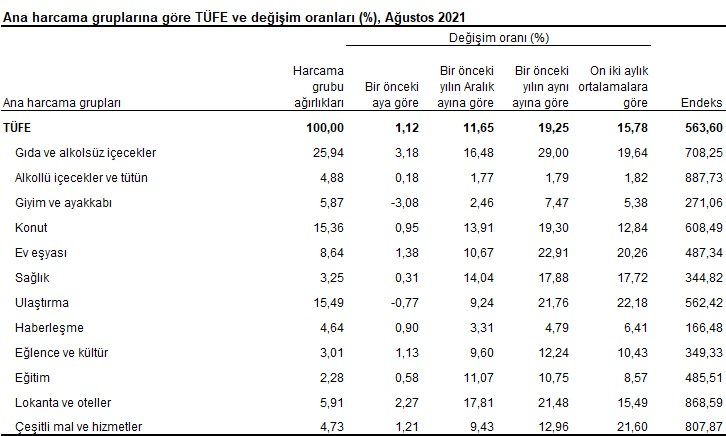 Ana harcama gruplarına göre TÜFE ve değişim oranları (%), Ağustos 2021
Değişim oranı (%)
Ana harcama grupları Harcama grubu ağırlıkları Bir önceki aya göre Bir önceki yılın Aralık ayına göre Bir önceki yılın aynı ayına göre On iki aylık ortalamalara göre Endeks
TÜFE 100,00 1,12 11,65 19,25 15,78 563,60
Gıda ve alkolsüz içecekler 25,94 3,18 16,48 29,00 19,64 708,25
Alkollü içecekler ve tütün 4,88 0,18 1,77 1,79 1,82 887,73
Giyim ve ayakkabı 5,87 -3,08 2,46 7,47 5,38 271,06
Konut 15,36 0,95 13,91 19,30 12,84 608,49
Ev eşyası 8,64 1,38 10,67 22,91 20,26 487,34
Sağlık 3,25 0,31 14,04 17,88 17,72 344,82
Ulaştırma 15,49 -0,77 9,24 21,76 22,18 562,42
Haberleşme 4,64 0,90 3,31 4,79 6,41 166,48
Eğlence ve kültür 3,01 1,13 9,60 12,24 10,43 349,33
Eğitim 2,28 0,58 11,07 10,75 8,57 485,51
Lokanta ve oteller 5,91 2,27 17,81 21,48 15,49 868,59
Çeşitli mal ve hizmetler 4,73 1,21 9,43 12,96 21,60 807,87